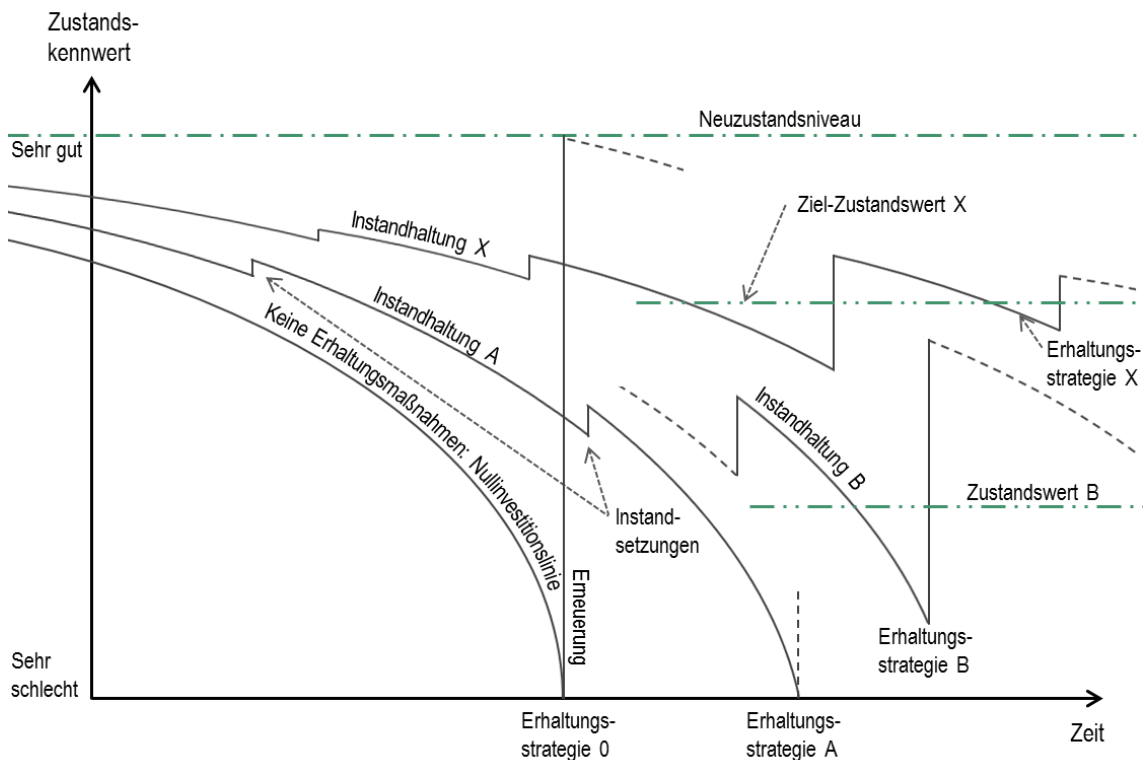 Zustands-
kennwert
Neuzustandsniveau
Sehr gut
Ziel-Zustandswert X
Instandhaltung X
Instandhaltung A
Keine Erhaltungsmaßnahmen: Nullinvestitionslinie
Erhaltungs-
strategie X
Instandhaltung B
Zustandswert B
Instand-
setzungen
Erneuerung
Erhaltungs-
strategie B
Sehr
schlecht
Erhaltungs-
strategie 0
Erhaltungs-
strategie A
Zeit